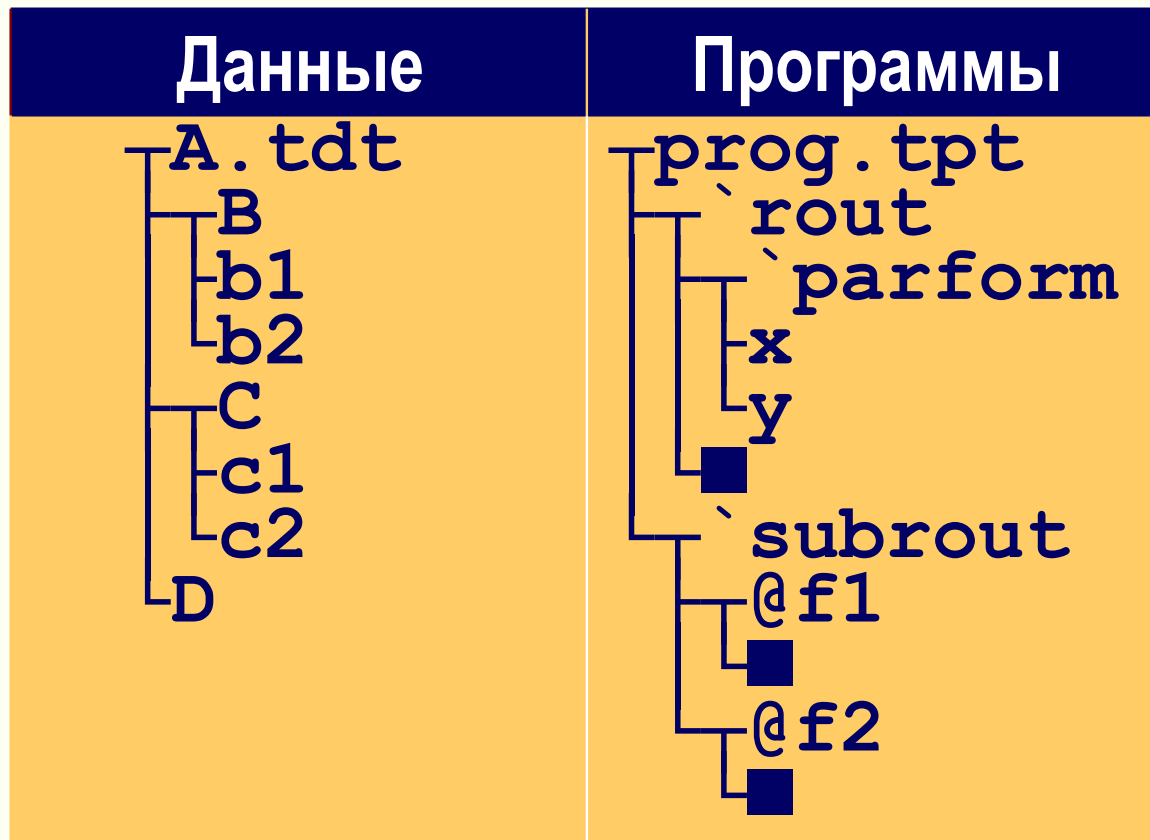 Данные
Программы
A.tdt
B
b1
b2
C
c1
c2
D
prog.tpt
`rout
`parform
x
y
`subrout
@f1
@f2